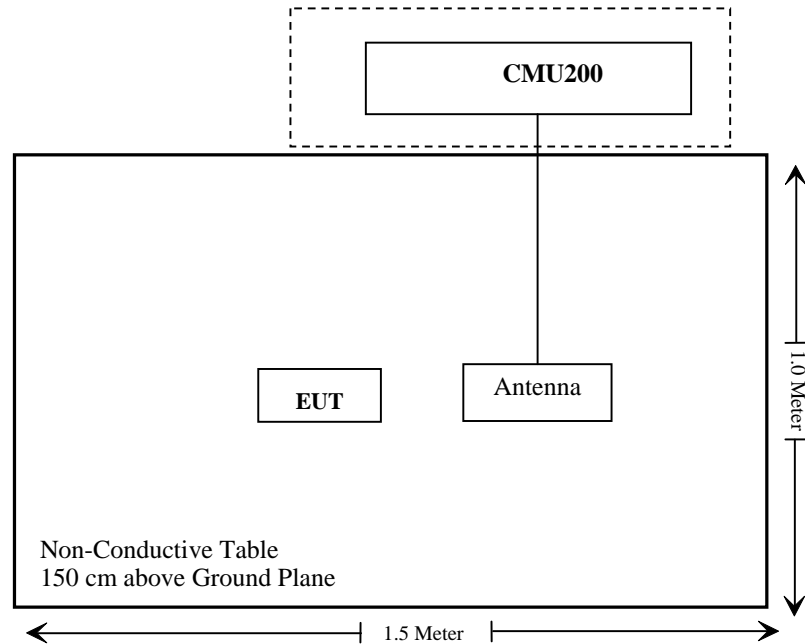 CMU200
EUT
Antenna
1.0 Meter
Non-Conductive Table
150 cm above Ground Plane
1.5 Meter